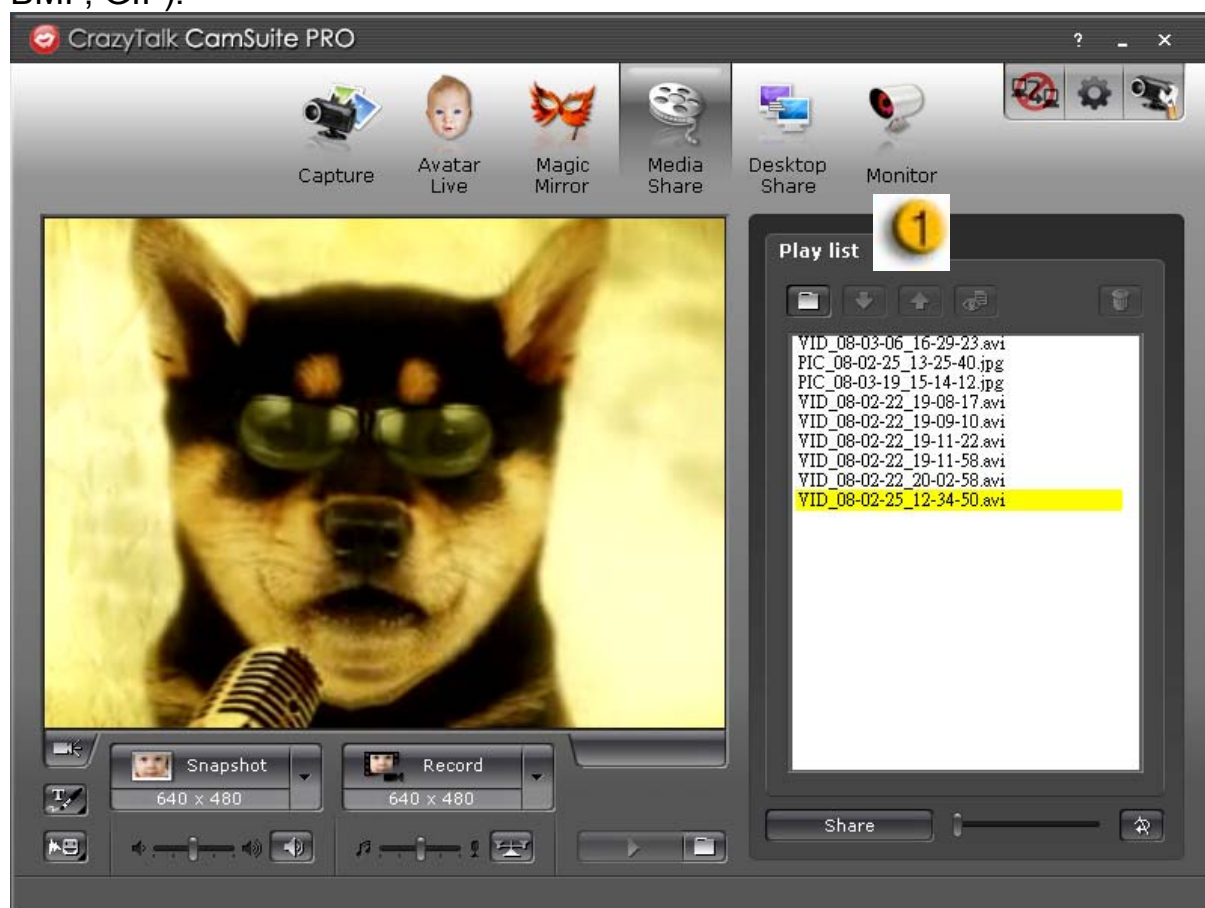 CrazyTalk CamSuite PRO
?
Capture
Avatar
Live
Magic
Mirror
Media
Share
Desktop
Share
Monitor
1
Play list
VID_08-03-06_16-29-23.avi
PIC_08-02-25_13-25-40.jpg
PIC_08-03-19_15-14-12.jpg
VID_08-02-22_19-08-17.avi
VID_08-02-22_19-09-10.avi
VID_08-02-22_19-11-22.avi
VID_08-02-22_19-11-58.avi
VID_08-02-22_20-02-58.avi
VID_08-02-25_12-34-50.avi
Snapshot
640 x 480
Record
640 x 480
T
Share